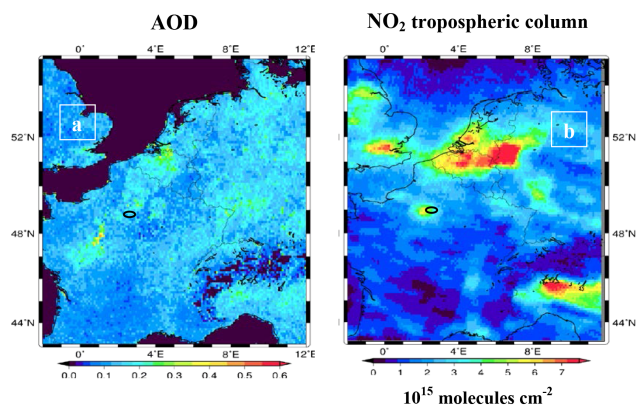 AOD
NO₂ tropospheric column
0° 4°E 8°E 12°E
0° 4°E 8°E
a
b
52°N
52°N
48°N
48°N
44°N
44°N
0° 4°E 8°E 12°E
0° 4°E 8°E
0.0 0.1 0.2 0.3 0.4 0.5 0.6
0 1 2 3 4 5 6 7
10¹⁵ molecules cm⁻²